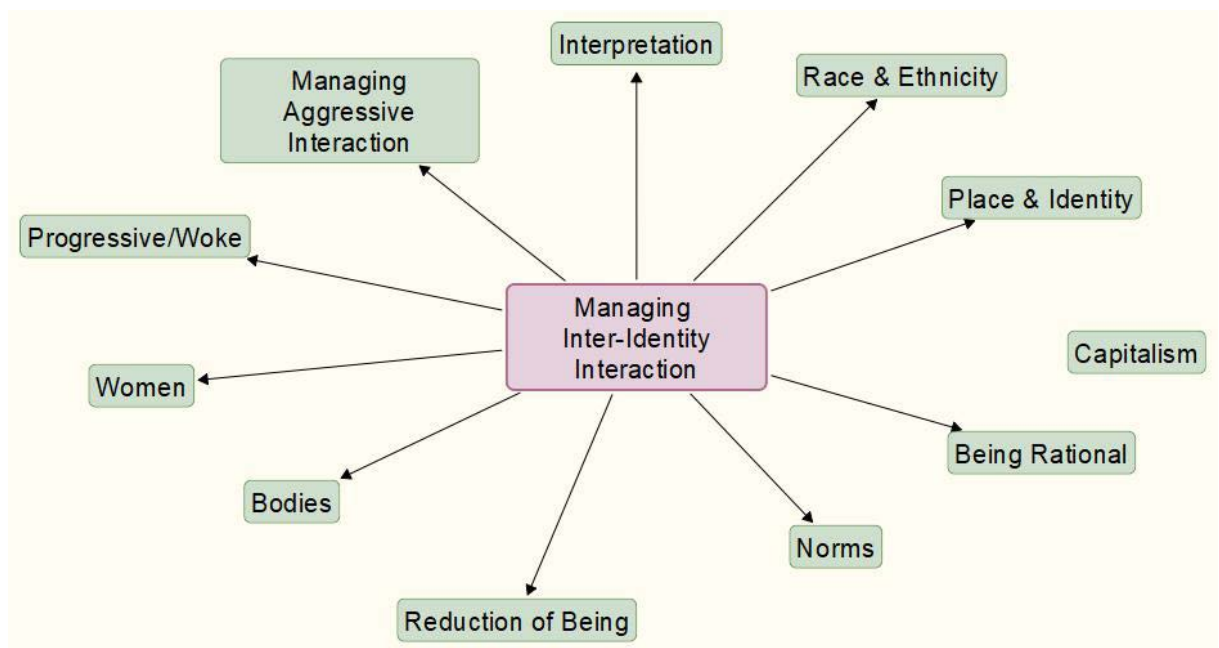 Interpretation
Managing
Aggressive
Interaction
Race & Ethnicity
Place & Identity
Progressive/Woke
Managing
Inter-Identity
Interaction
Capitalism
Women
Being Rational
Bodies
Norms
Reduction of Being